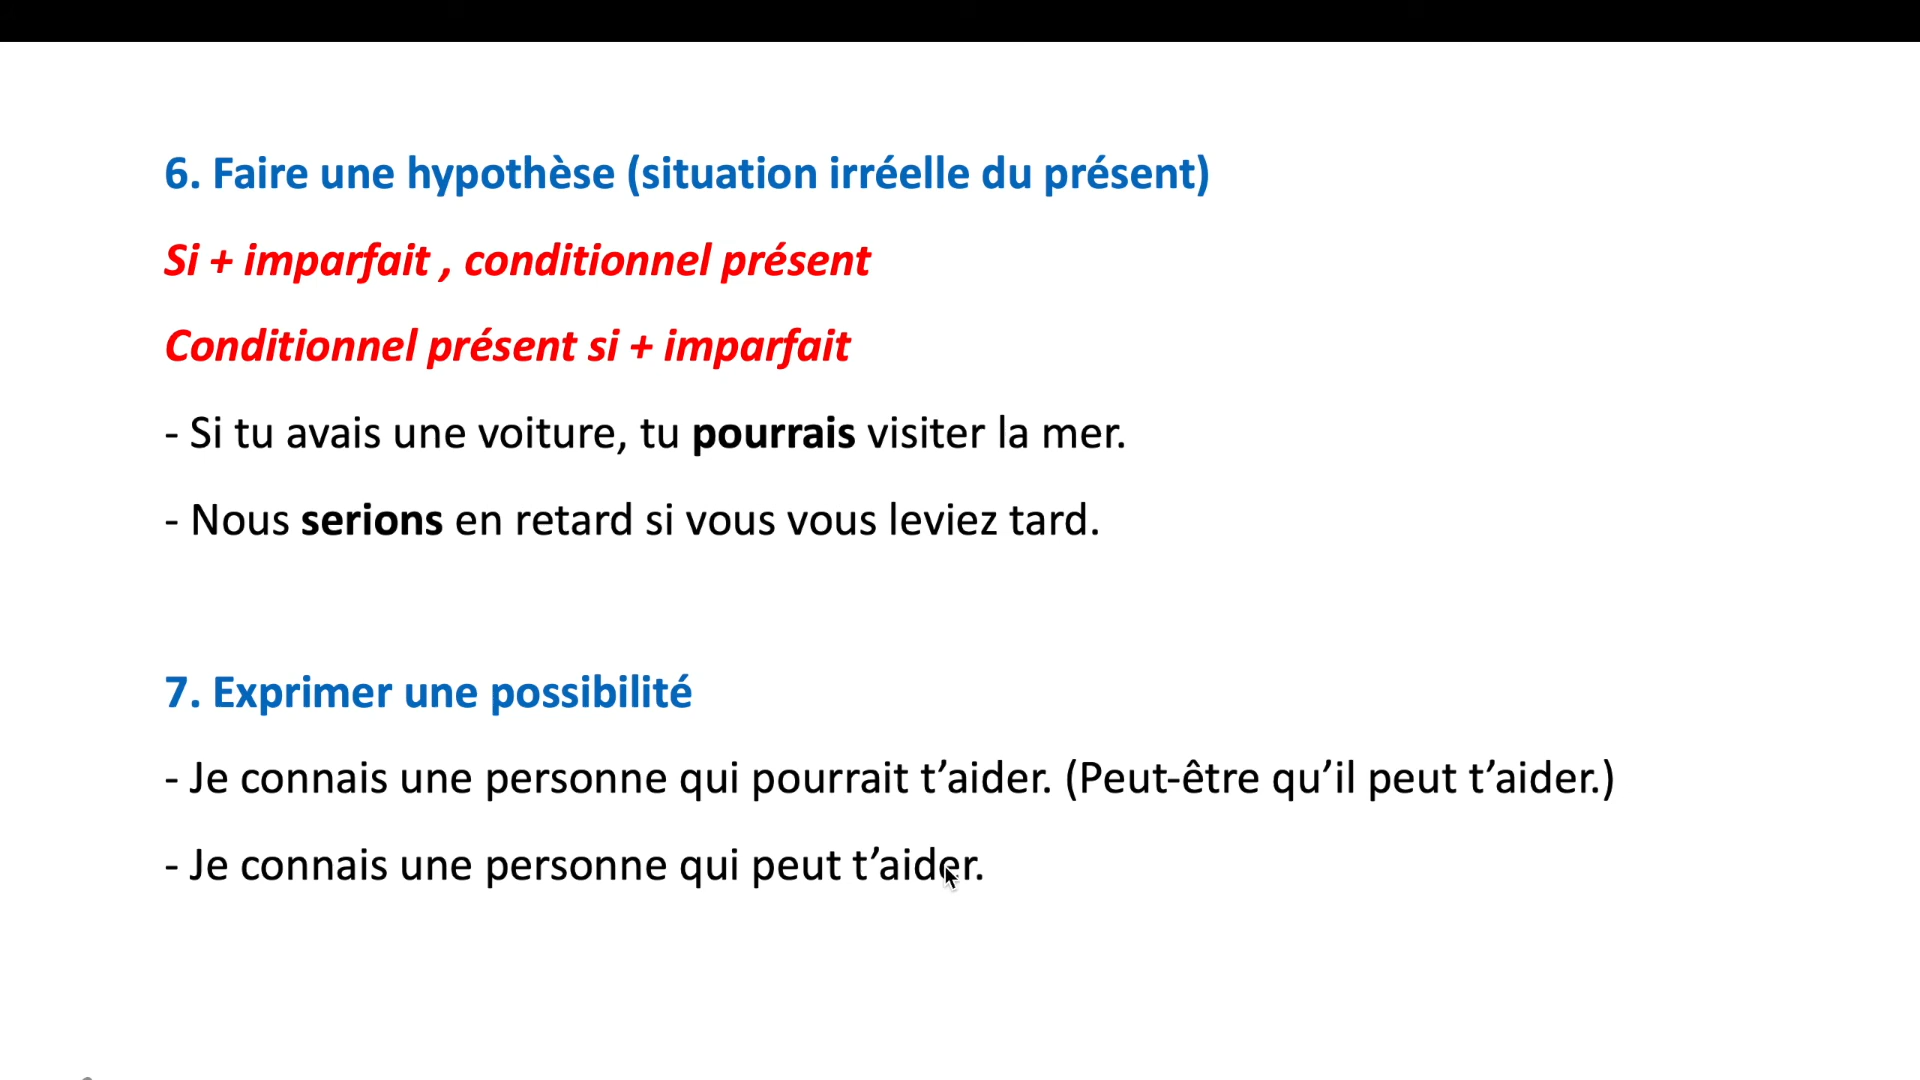 6. Faire une hypothèse (situation irréelle du présent)
Si + imparfait , conditionnel présent
Conditionnel présent si + imparfait
- Si tu avais une voiture, tu pourrais visiter la mer.
- Nous serions en retard si vous vous leviez tard.
7. Exprimer une possibilité
- Je connais une personne qui pourrait t’aider. (Peut-être qu’il peut t’aider.)
- Je connais une personne qui peut t’aider.